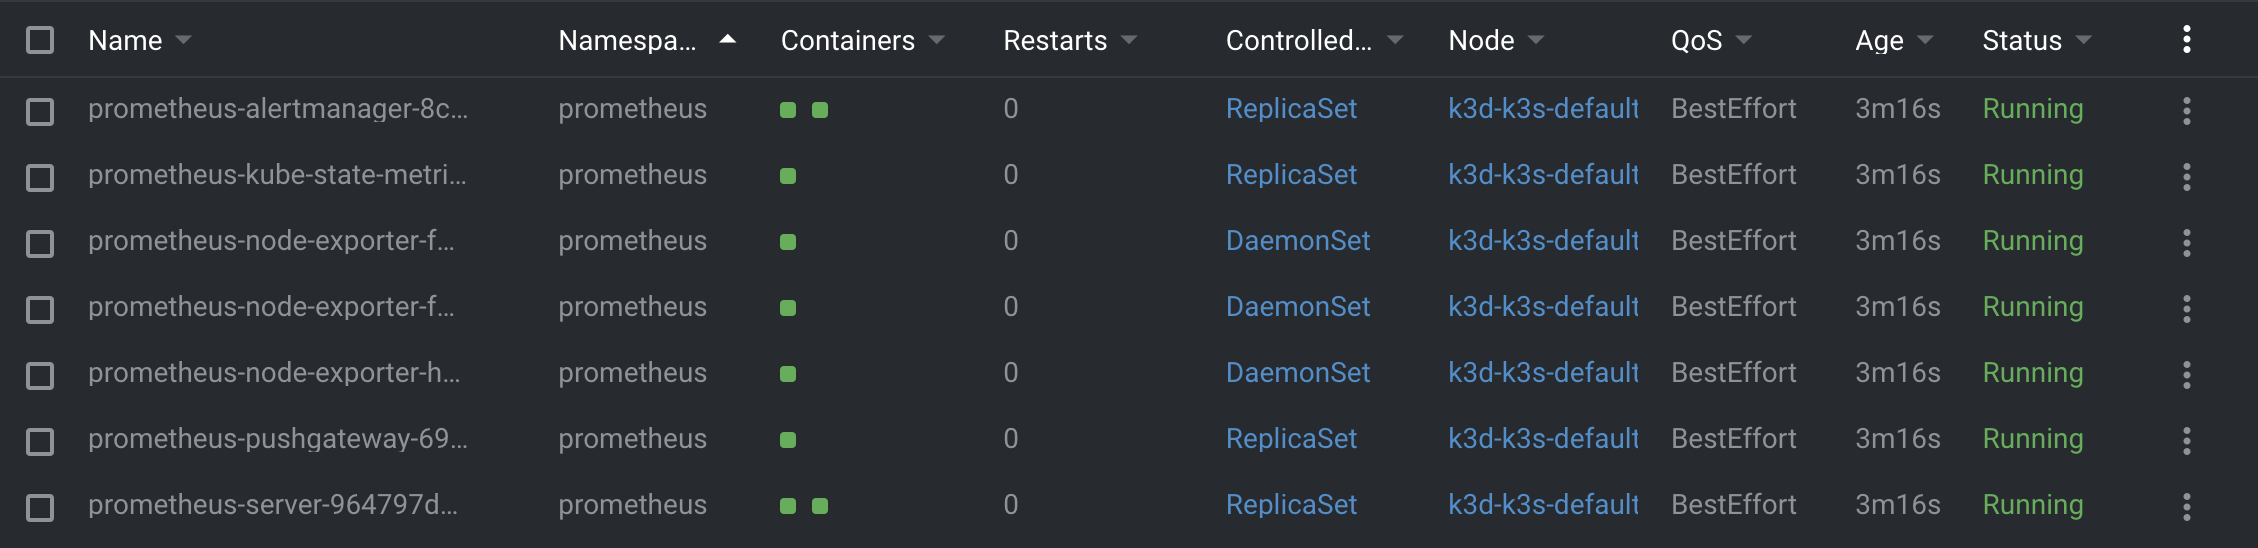 Name Namespa... Containers Restarts Controlled... Node QoS Age Status
prometheus-alertmanager-8c... prometheus 0 ReplicaSet k3d-k3s-default BestEffort 3m16s Running
prometheus-kube-state-metri... prometheus 0 ReplicaSet k3d-k3s-default BestEffort 3m16s Running
prometheus-node-exporter-f... prometheus 0 DaemonSet k3d-k3s-default BestEffort 3m16s Running
prometheus-node-exporter-f... prometheus 0 DaemonSet k3d-k3s-default BestEffort 3m16s Running
prometheus-node-exporter-h... prometheus 0 DaemonSet k3d-k3s-default BestEffort 3m16s Running
prometheus-pushgateway-69... prometheus 0 ReplicaSet k3d-k3s-default BestEffort 3m16s Running
prometheus-server-964797d... prometheus 0 ReplicaSet k3d-k3s-default BestEffort 3m16s Running